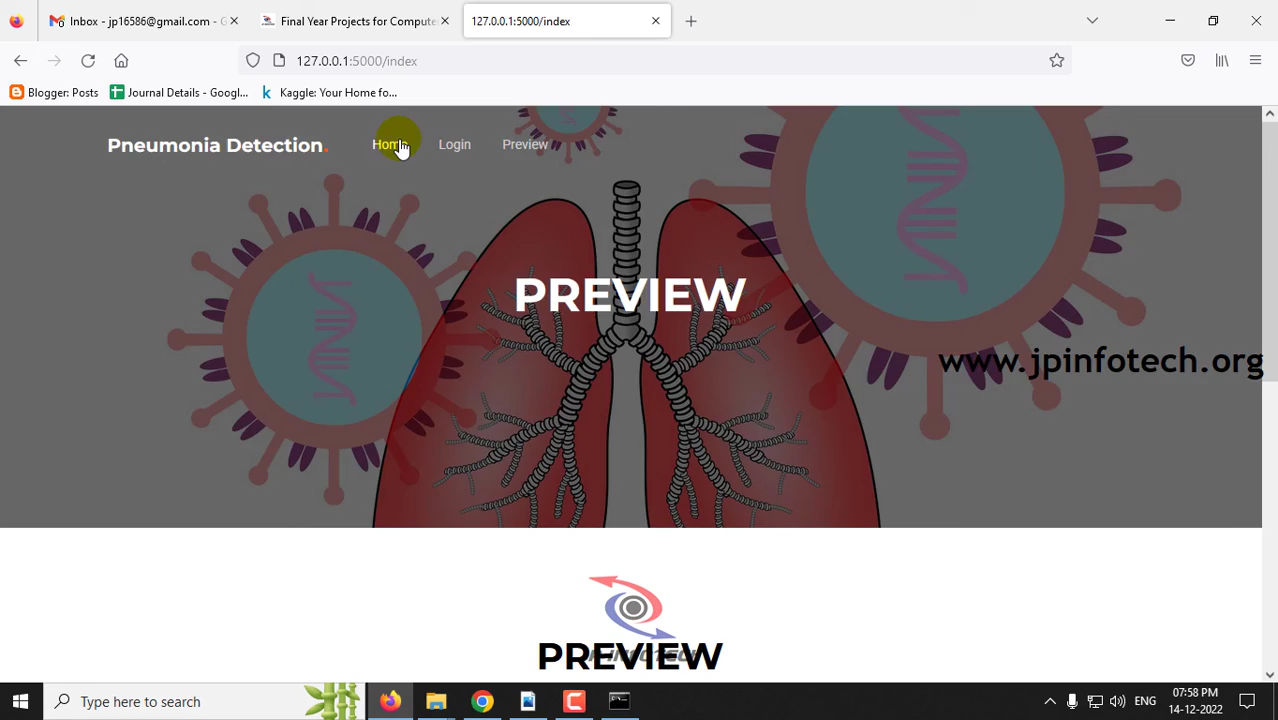 Inbox - jp16586@gmail.com - G
Final Year Projects for Compute
127.0.0.1:5000/index
127.0.0.1:5000/index
Blogger: Posts
Journal Details - Googl...
Kaggle: Your Home fo...
Pneumonia Detection.
Home
Login
Preview
PREVIEW
www.jpinfotech.org
PREVIEW
Type here to search
ENG
07:58 PM
14-12-2022